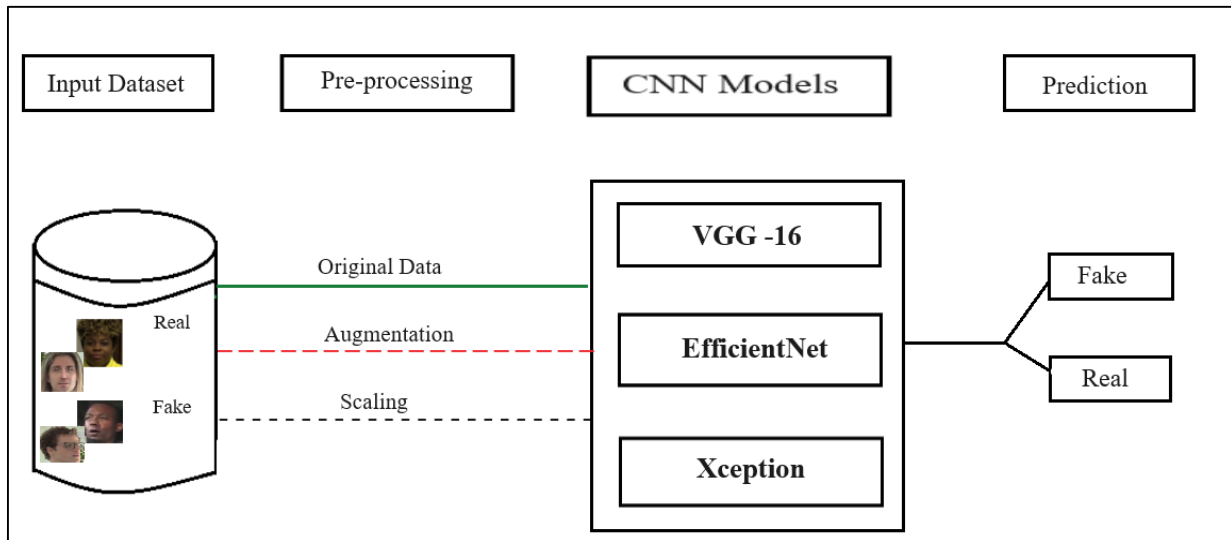 Input Dataset
Pre-processing
CNN Models
Prediction
Original Data
Augmentation
Scaling
Real
Fake
VGG -16
EfficientNet
Xception
Fake
Real